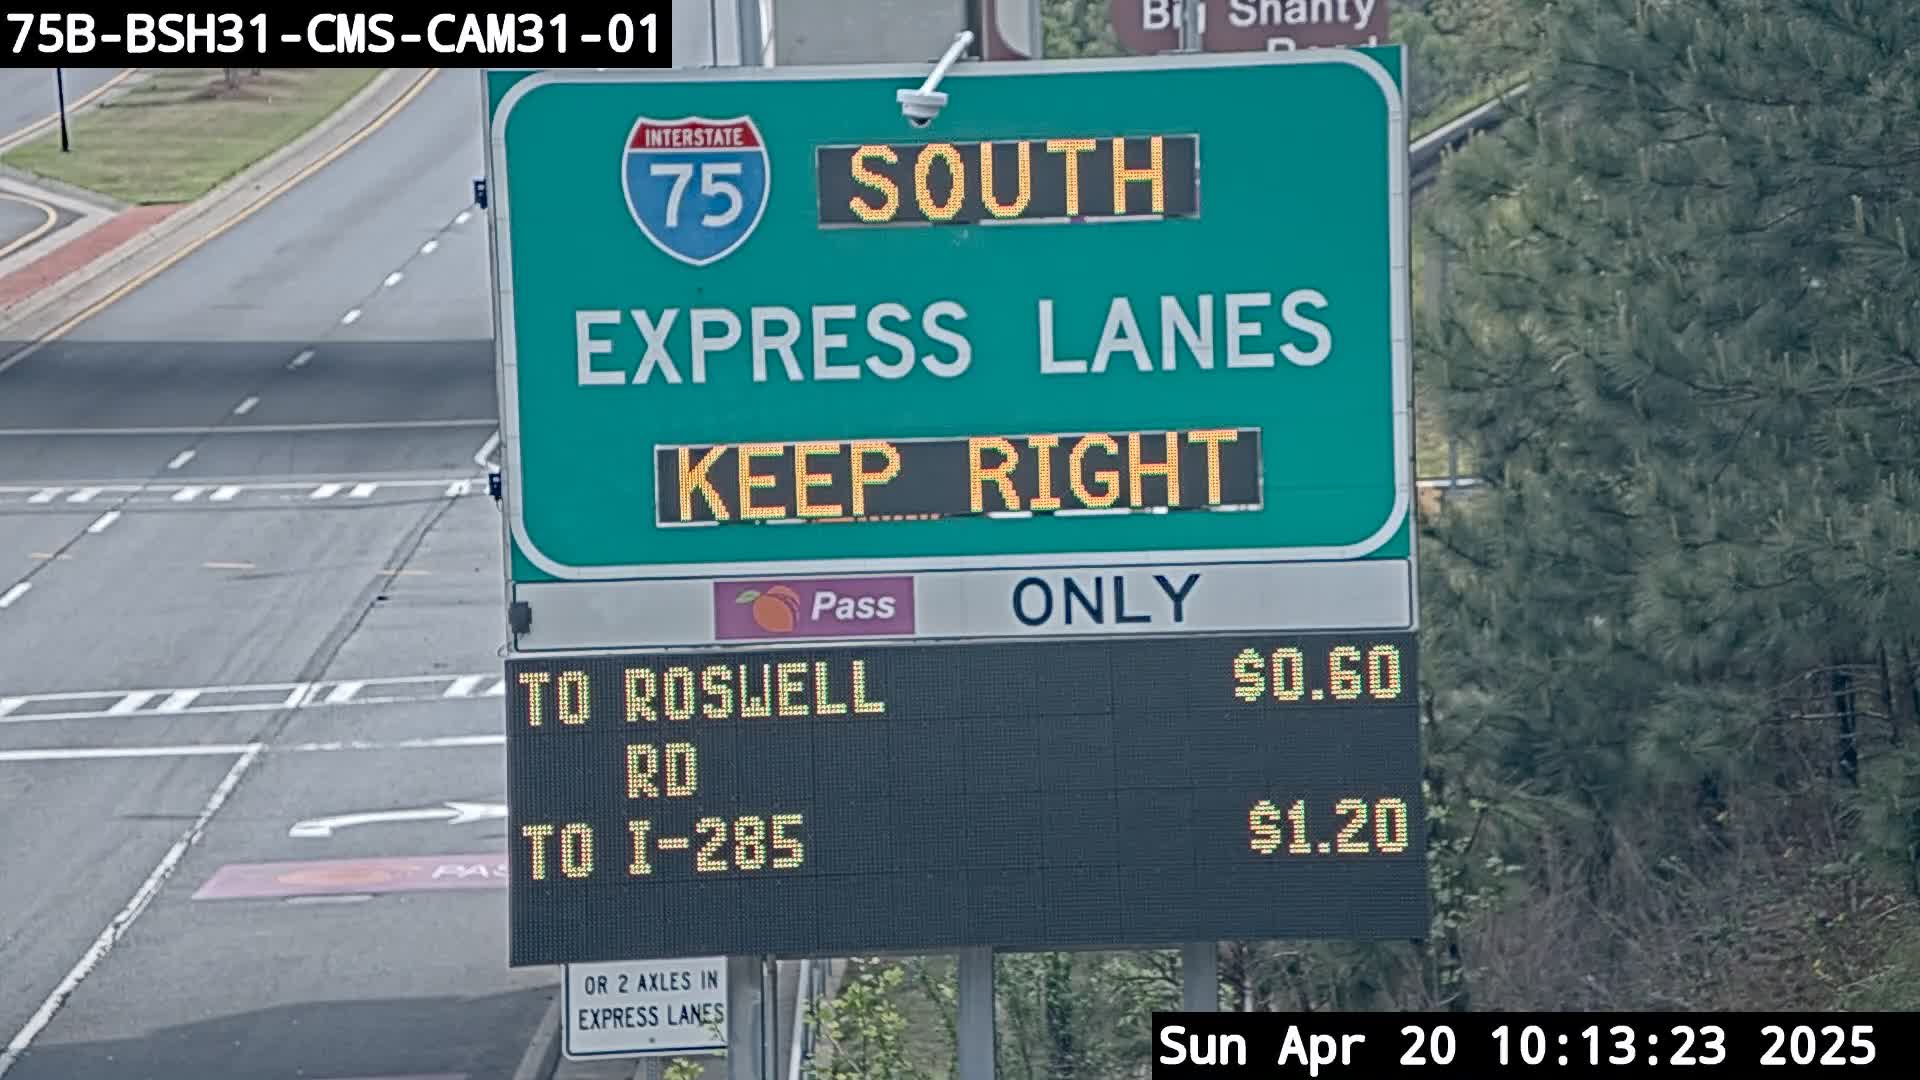 75B-BSH31-CMS-CAM31-01
Big Shanty
Road
INTERSTATE
75
SOUTH
EXPRESS LANES
KEEP RIGHT
Pass ONLY
TO ROSWELL $0.60
RD
TO I-285 $1.20
PAS
OR 2 AXLES IN
EXPRESS LANES
Sun Apr 20 10:13:23 2025